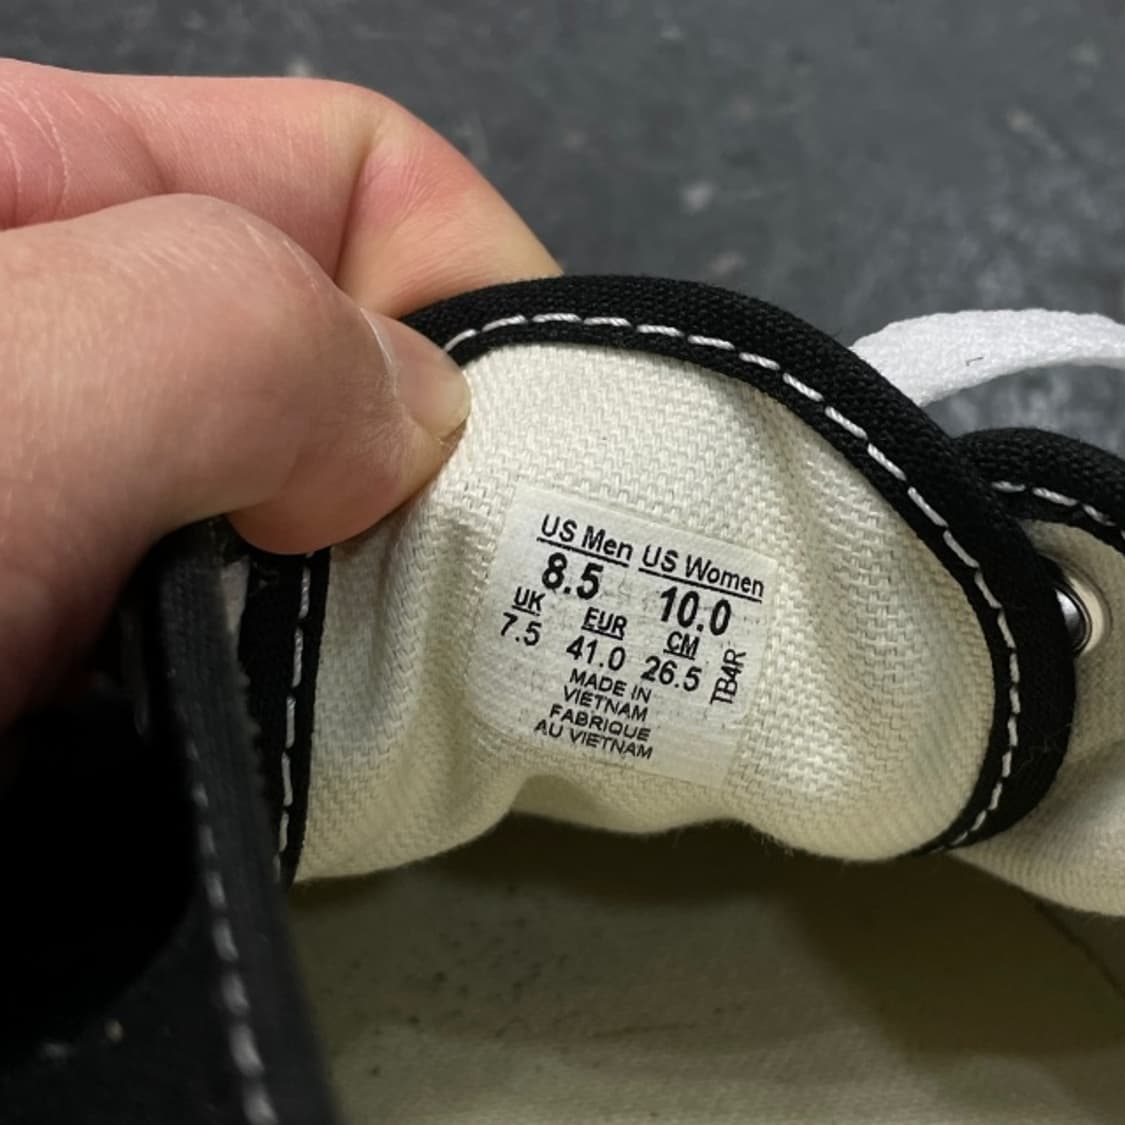 US Men US Women
8.5 10.0
UK EUR CM
7.5 41.0 26.5
TB4R
MADE IN
VIETNAM
FABRIQUE
AU VIETNAM